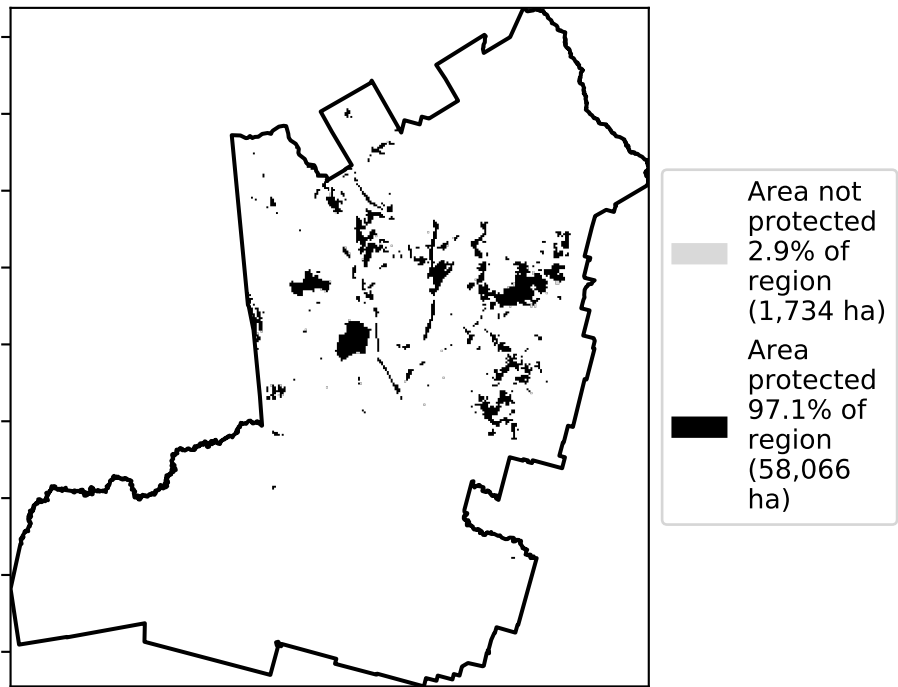 Area not
protected
2.9% of
region
(1,734 ha)
Area
protected
97.1% of
region
(58,066
ha)